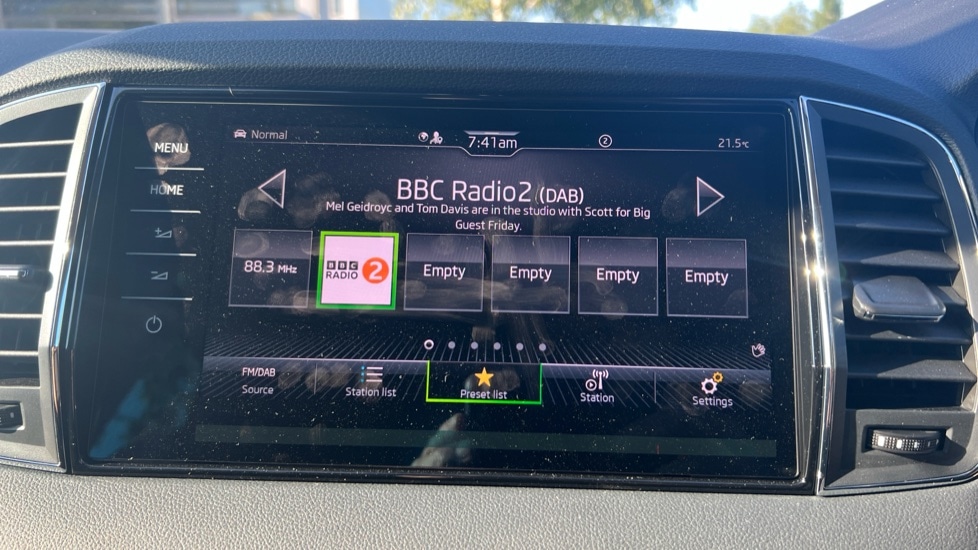 Normal
7:41am
2
21.5°C
MENU
HOME
BBC Radio2 (DAB)
Mel Geidroyc and Tom Davis are in the studio with Scott for Big
Guest Friday.
88.3 MHz
BBC
RADIO 2
Empty
Empty
Empty
Empty
FM/DAB
Source
Station list
Preset list
Station
Settings